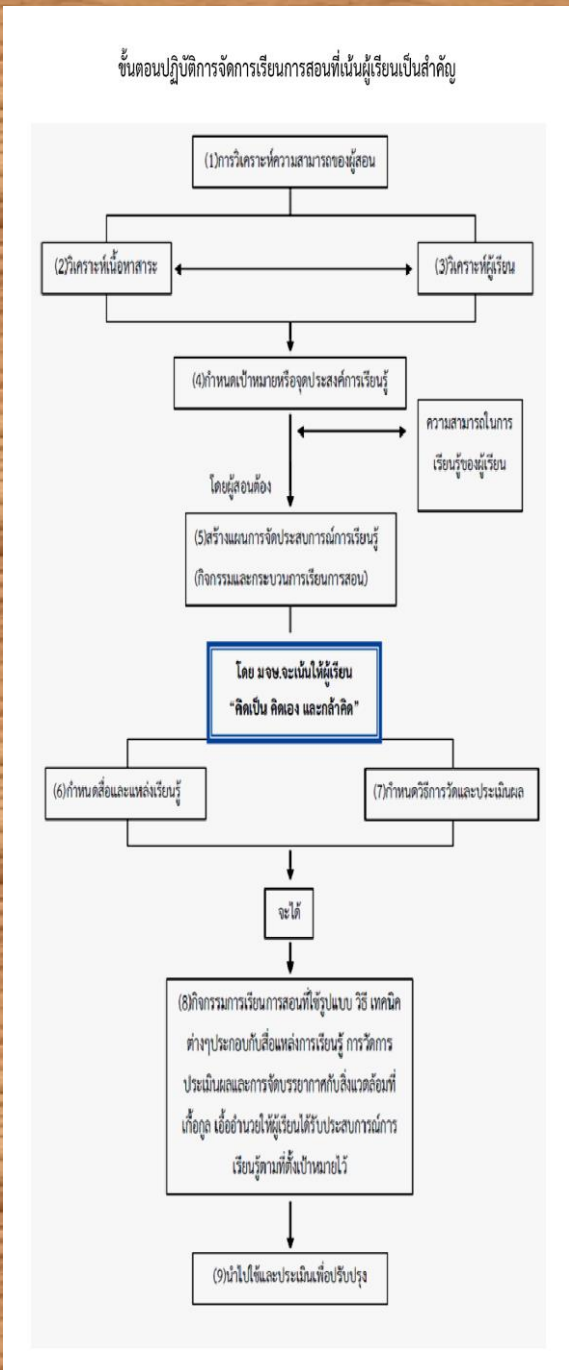 ขั้นตอนปฏิบัติการจัดการเรียนการสอนที่เน้นผู้เรียนเป็นสำคัญ
(1)การวิเคราะห์ความสามารถของผู้สอน
(2)วิเคราะห์เนื้อหาสาระ
(3)วิเคราะห์ผู้เรียน
(4)กำหนดเป้าหมายหรือจุดประสงค์การเรียนรู้
ความสามารถในการ
เรียนรู้ของผู้เรียน
โดยผู้สอนต้อง
(5)สร้างแผนการจัดประสบการณ์การเรียนรู้
(กิจกรรมและกระบวนการเรียนการสอน)
โดย มจษ.จะเน้นให้ผู้เรียน
"คิดเป็น คิดเอง และกล้าคิด"
(6)กำหนดสื่อและแหล่งเรียนรู้
(7)กำหนดวิธีการวัดและประเมินผล
จะได้
(8)กิจกรรมการเรียนการสอนที่ใช้รูปแบบ วิธี เทคนิค
ต่างๆประกอบกับสื่อแหล่งการเรียนรู้ การวัดการ
ประเมินผลและการจัดบรรยากาศกับสิ่งแวดล้อมที่
เกื้อกูล เอื้ออำนวยให้ผู้เรียนได้รับประสบการณ์การ
เรียนรู้ตามที่ตั้งเป้าหมายไว้
(9)นำไปใช้และประเมินเพื่อปรับปรุง